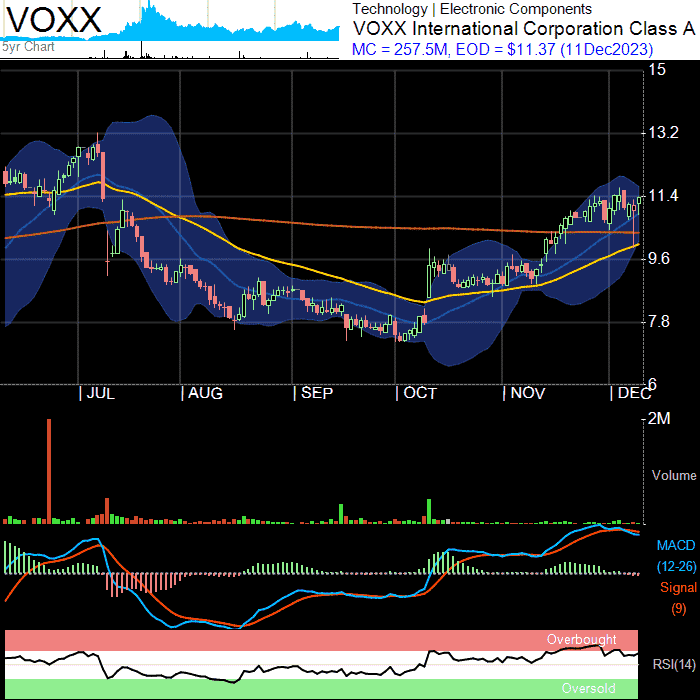 VOXX
5yr Chart
Technology | Electronic Components
VOXX International Corporation Class A
MC = 257.5M, EOD = $11.37 (11Dec2023)
15
13.2
11.4
9.6
7.8
6
| JUL
| AUG
| SEP
| OCT
| NOV
| DEC
2M
Volume
MACD
(12-26)
Signal
(9)
Overbought
RSI(14)
Oversold